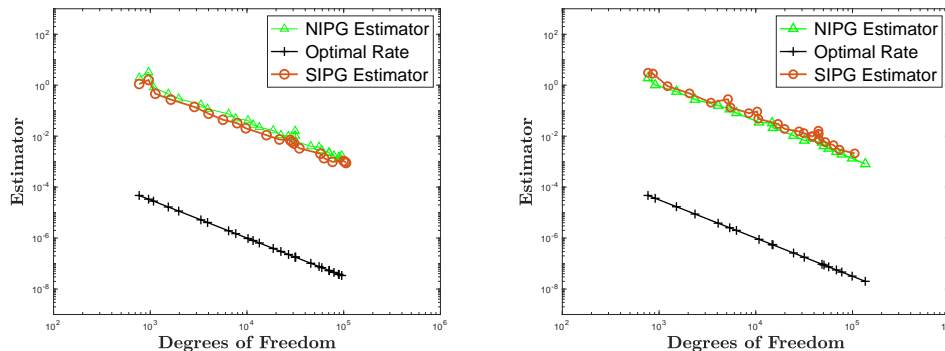 NIPG Estimator
Optimal Rate
SIPG Estimator
10^2
10^0
10^-2
10^-4
10^-6
10^-8
Estimator
10^2 10^3 10^4 10^5 10^6
Degrees of Freedom
NIPG Estimator
Optimal Rate
SIPG Estimator
10^2
10^0
10^-2
10^-4
10^-6
10^-8
Estimator
10^2 10^3 10^4 10^5
Degrees of Freedom